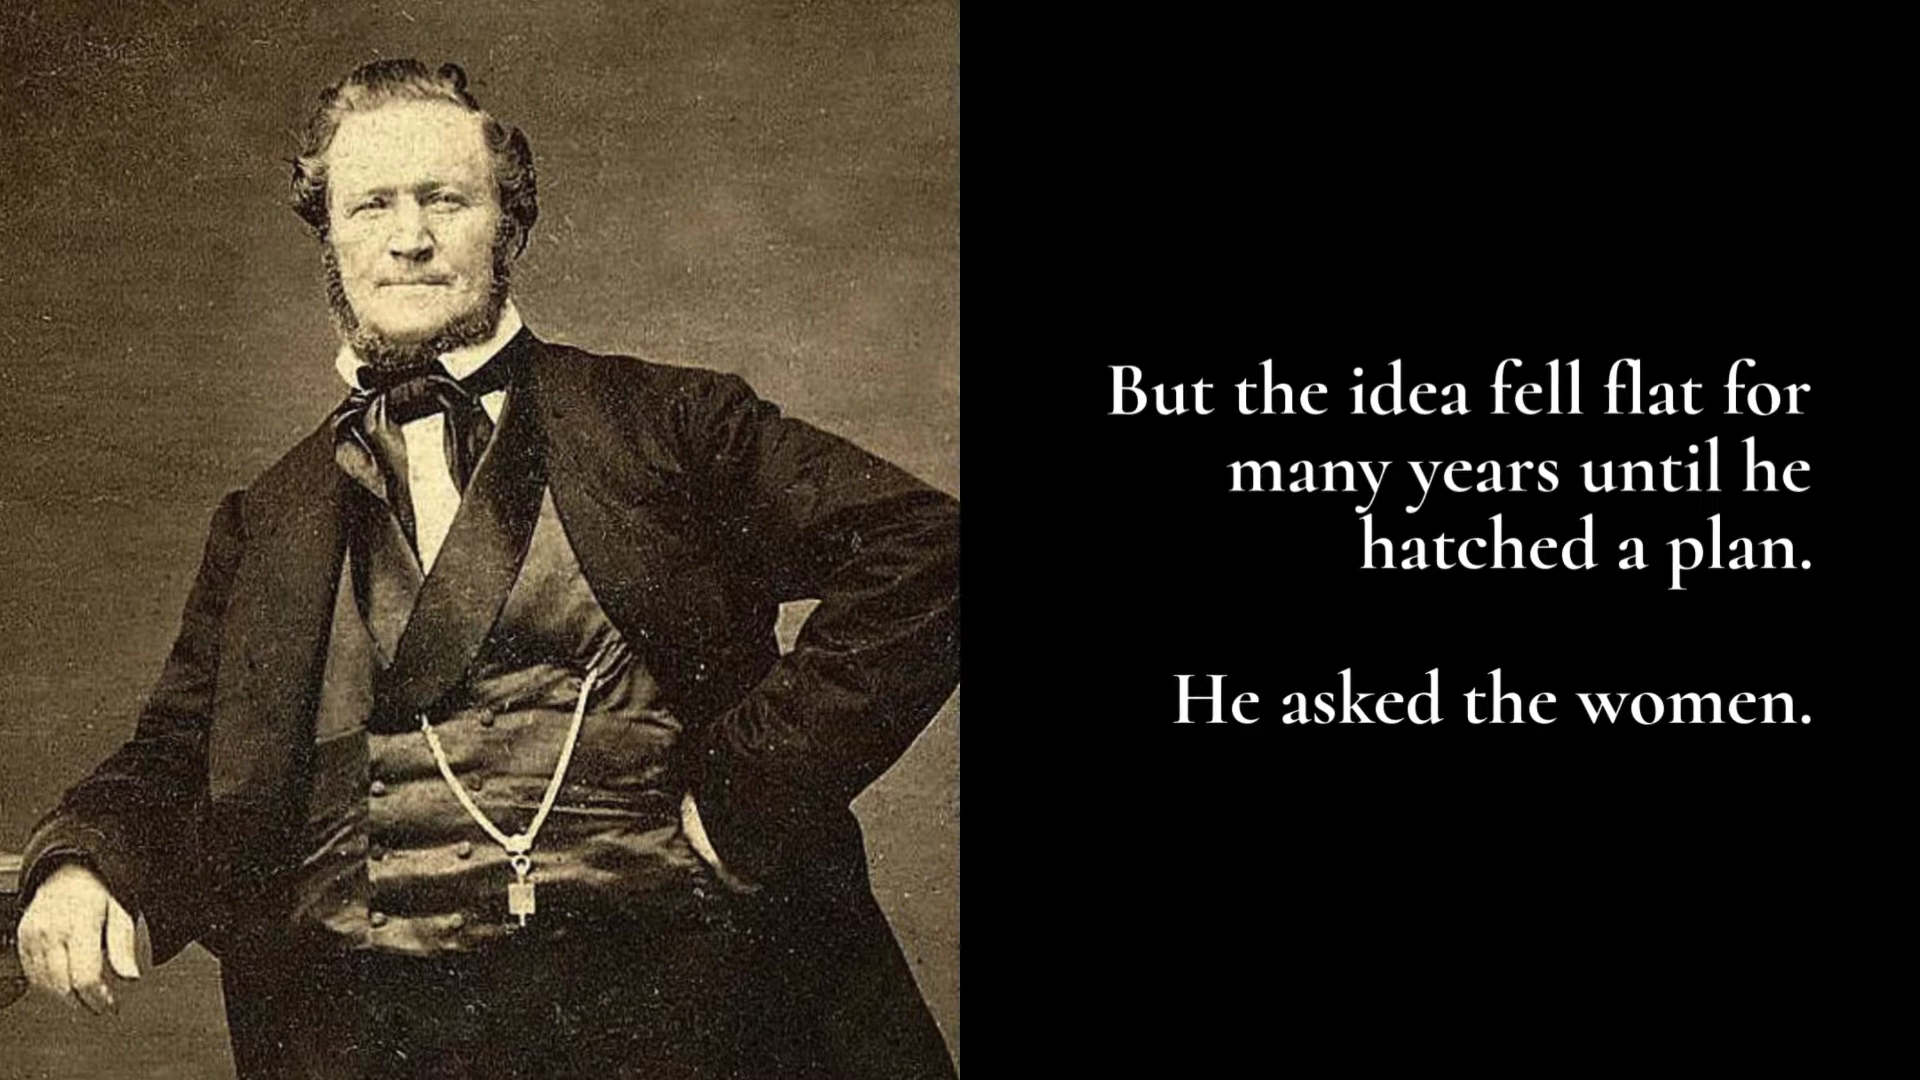 But the idea fell flat for
many years until he
hatched a plan.
He asked the women.